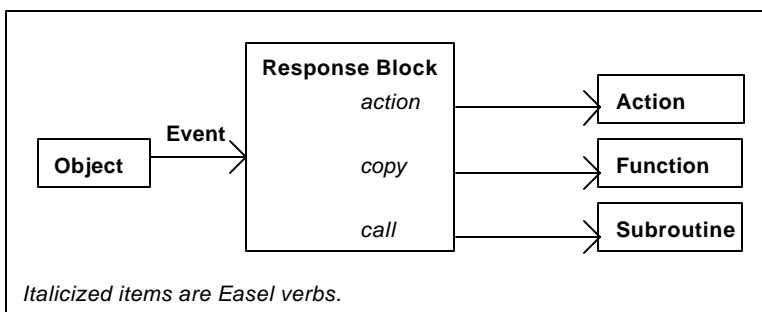 Response Block
action
Action
Event
Object
copy
Function
call
Subroutine
Italicized items are Easel verbs.